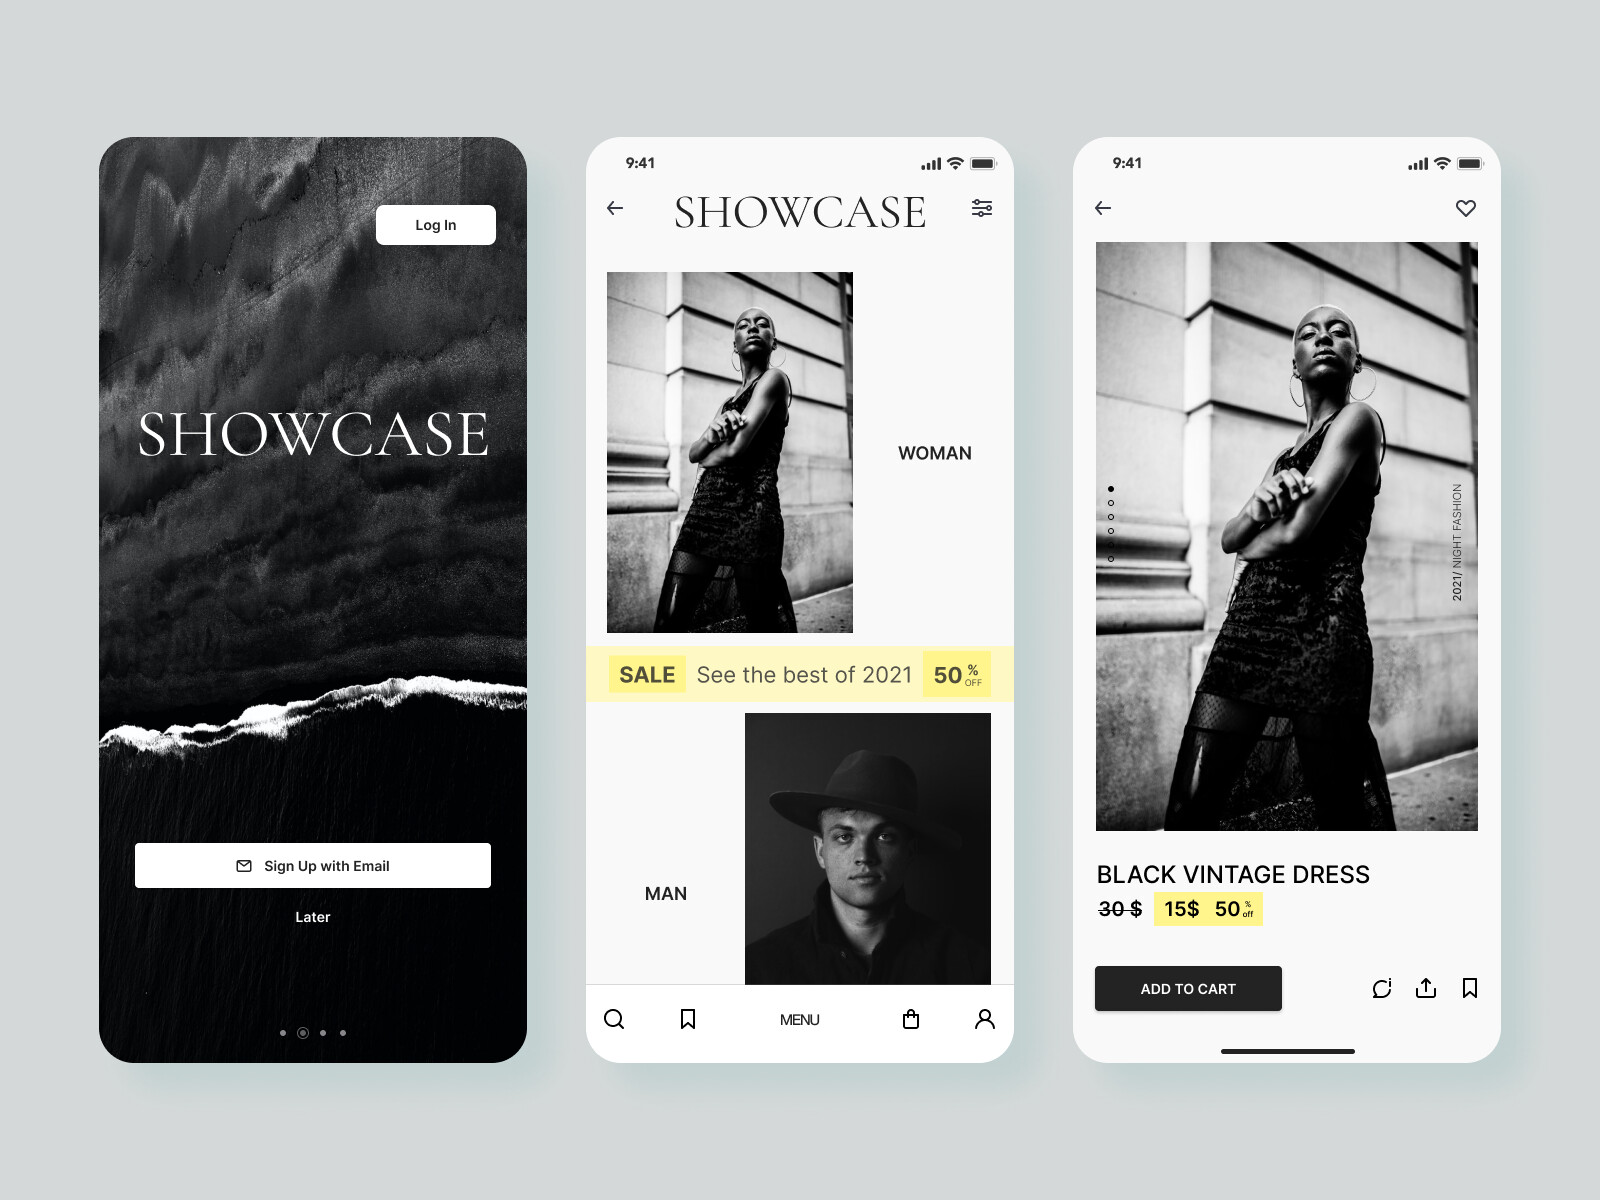 Log In
SHOWCASE
Sign Up with Email
Later
9:41
SHOWCASE
WOMAN
SALE See the best of 2021 50 % OFF
MAN
MENU
9:41
2021/ NIGHT FASHION
BLACK VINTAGE DRESS
30 $ 15$ 50 % off
ADD TO CART